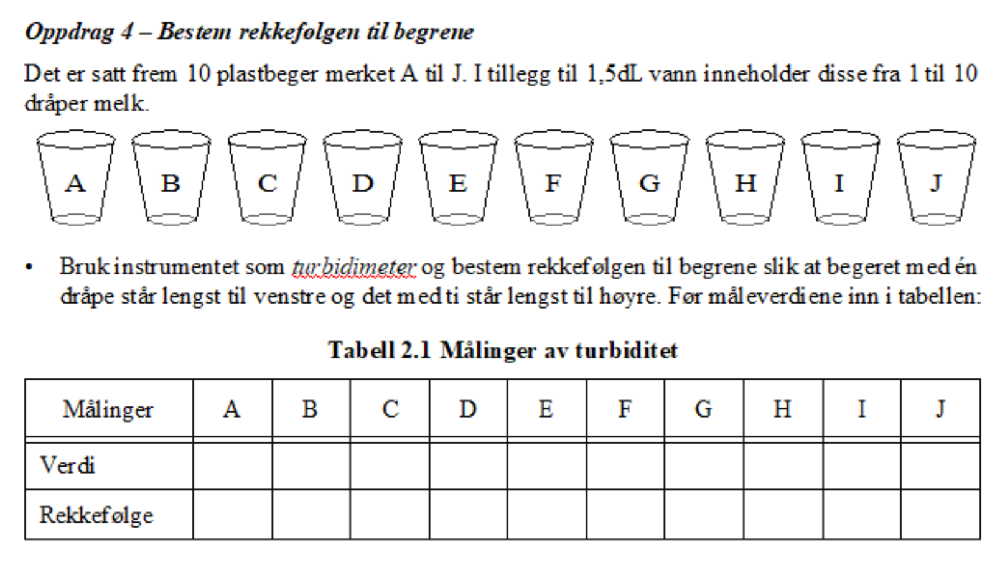 Oppdrag 4 – Bestem rekkefølgen til begrene
Det er satt frem 10 plastbeger merket A til J. I tillegg til 1,5dL vann inneholder disse fra 1 til 10
dråper melk.
A B C D E F G H I J
• Bruk instrumentet som turbidimeter og bestem rekkefølgen til begrene slik at begeret med én
dråpe står lengst til venstre og det med ti står lengst til høyre. Før måleverdiene inn i tabellen:
Tabell 2.1 Målinger av turbiditet
Målinger A B C D E F G H I J
Verdi
Rekkefølge